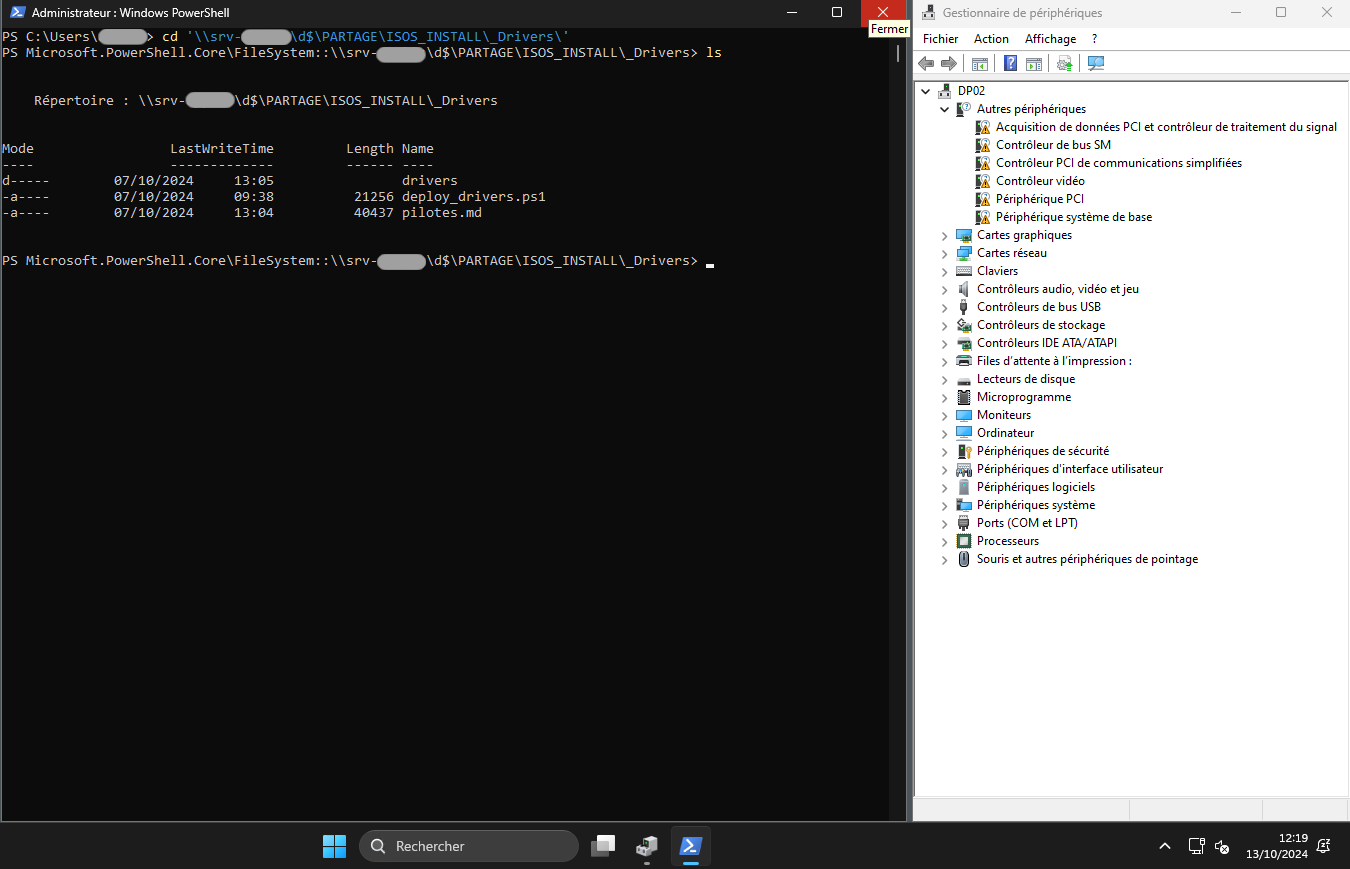 Administrateur : Windows PowerShell
Fermer
PS C:\Users\ > cd '\\srv- \d$\PARTAGE\ISOS_INSTALL\_Drivers\'
PS Microsoft.PowerShell.Core\FileSystem::\\srv- \d$\PARTAGE\ISOS_INSTALL\_Drivers> ls
Répertoire : \\srv- \d$\PARTAGE\ISOS_INSTALL\_Drivers
Mode LastWriteTime Length Name
---- ------------- ------ ----
d----- 07/10/2024 13:05 drivers
-a---- 07/10/2024 09:38 21256 deploy_drivers.ps1
-a---- 07/10/2024 13:04 40437 pilotes.md
PS Microsoft.PowerShell.Core\FileSystem::\\srv- \d$\PARTAGE\ISOS_INSTALL\_Drivers>
Gestionnaire de périphériques
Fichier Action Affichage ?
DP02
Autres périphériques
Acquisition de données PCI et contrôleur de traitement du signal
Contrôleur de bus SM
Contrôleur PCI de communications simplifiées
Contrôleur vidéo
Périphérique PCI
Périphérique système de base
Cartes graphiques
Cartes réseau
Claviers
Contrôleurs audio, vidéo et jeu
Contrôleurs de bus USB
Contrôleurs de stockage
Contrôleurs IDE ATA/ATAPI
Files d'attente à l'impression :
Lecteurs de disque
Microprogramme
Moniteurs
Ordinateur
Périphériques de sécurité
Périphériques d'interface utilisateur
Périphériques logiciels
Périphériques système
Ports (COM et LPT)
Processeurs
Souris et autres périphériques de pointage
Rechercher
12:19
13/10/2024